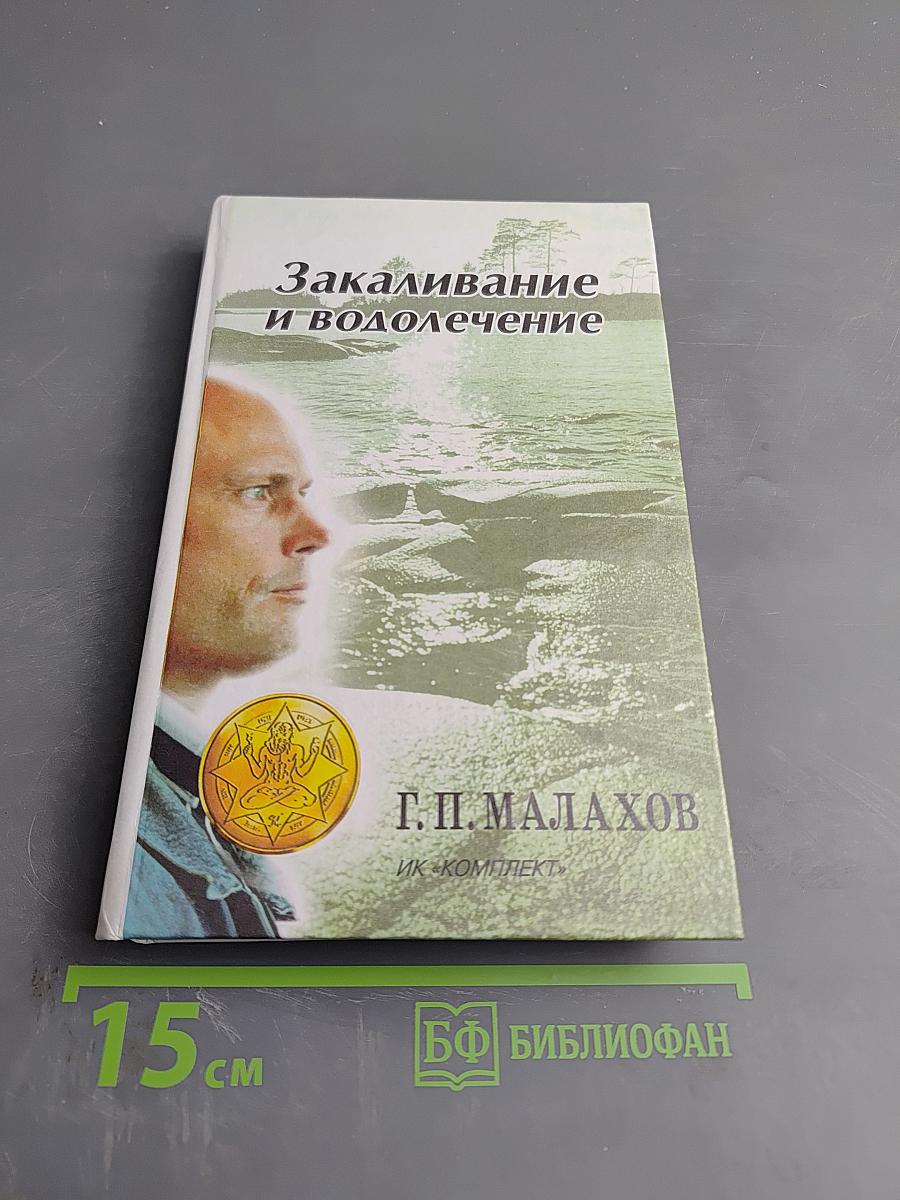 Закаливание
и водолечение
Г.П.МАЛАХОВ
ИК «КОМПЛЕКТ»
15 см
БФ БИБЛИОФАН